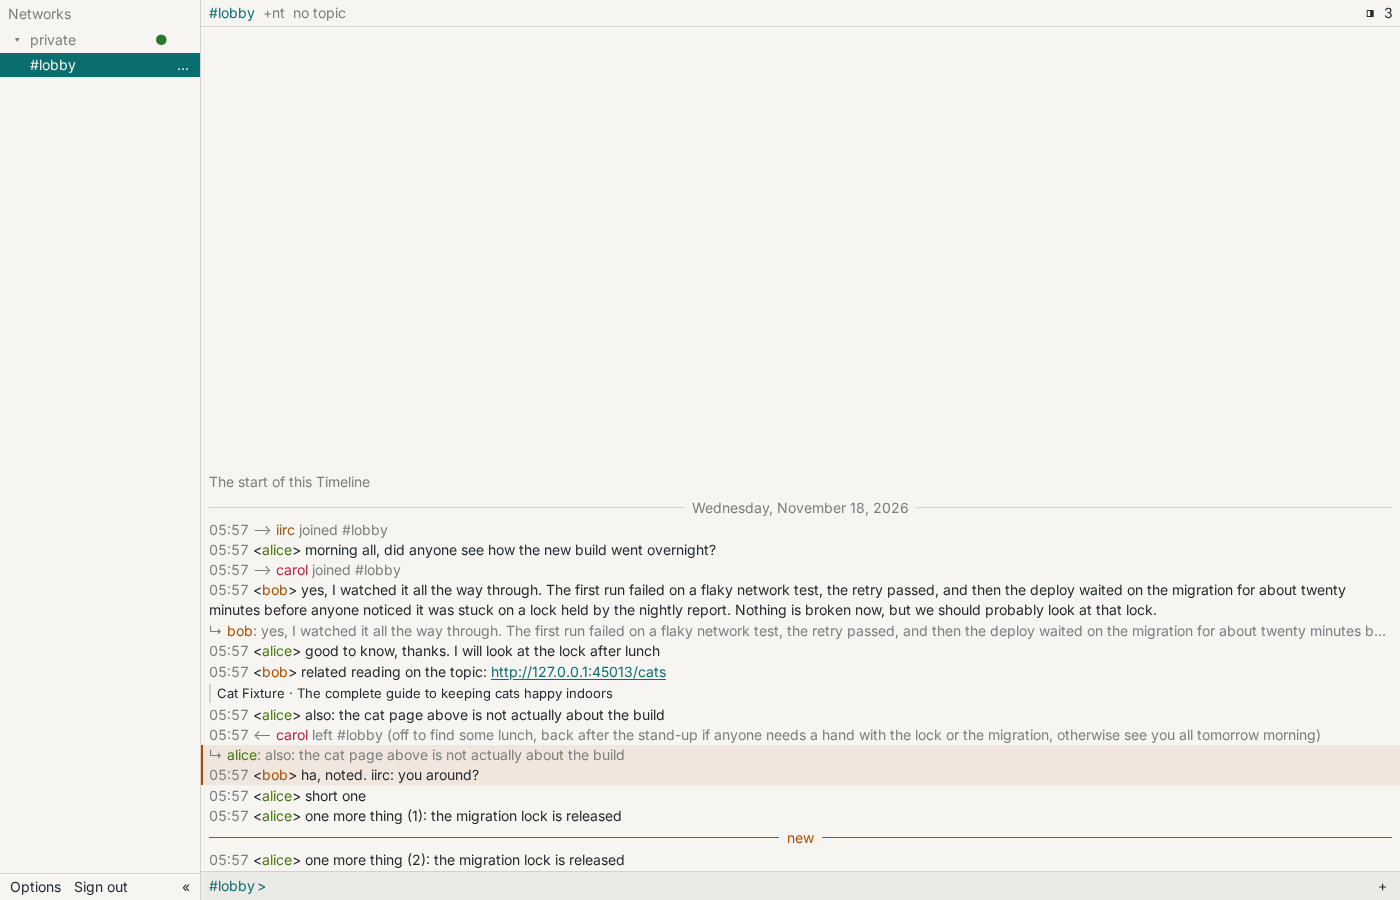 Networks
private
#lobby ...
Options Sign out «
#lobby +nt no topic 3
The start of this Timeline
Wednesday, November 18, 2026
05:57 → iirc joined #lobby
05:57 <alice> morning all, did anyone see how the new build went overnight?
05:57 → carol joined #lobby
05:57 <bob> yes, I watched it all the way through. The first run failed on a flaky network test, the retry passed, and then the deploy waited on the migration for about twenty
minutes before anyone noticed it was stuck on a lock held by the nightly report. Nothing is broken now, but we should probably look at that lock.
↳ bob: yes, I watched it all the way through. The first run failed on a flaky network test, the retry passed, and then the deploy waited on the migration for about twenty minutes b...
05:57 <alice> good to know, thanks. I will look at the lock after lunch
05:57 <bob> related reading on the topic: http://127.0.0.1:45013/cats
Cat Fixture · The complete guide to keeping cats happy indoors
05:57 <alice> also: the cat page above is not actually about the build
05:57 ← carol left #lobby (off to find some lunch, back after the stand-up if anyone needs a hand with the lock or the migration, otherwise see you all tomorrow morning)
↳ alice: also: the cat page above is not actually about the build
05:57 <bob> ha, noted. iirc: you around?
05:57 <alice> short one
05:57 <alice> one more thing (1): the migration lock is released
new
05:57 <alice> one more thing (2): the migration lock is released
#lobby > +